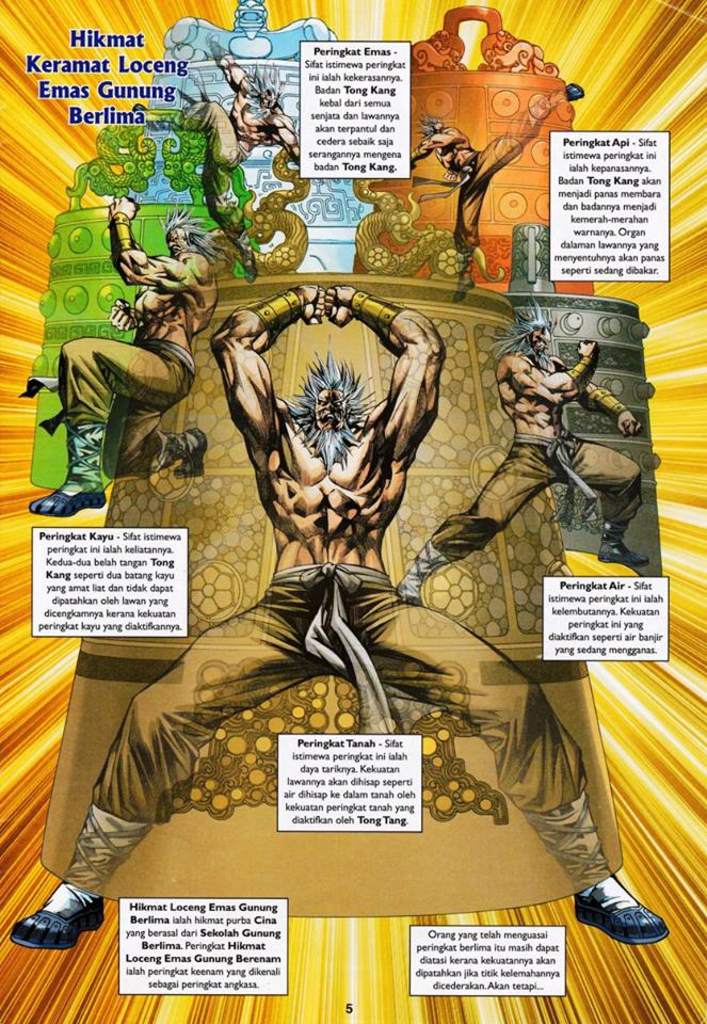 Hikmat
Keramat Loceng
Emas Gunung
Berlima
Peringkat Emas -
Sifat istimewa peringkat
ini ialah kekerasannya.
Badan Tong Kang
kebal dari semua
senjata dan lawannya
akan terpantul dan
cedera sebaik saja
serangannya mengena
badan Tong Kang.
Peringkat Api - Sifat
istimewa peringkat ini
ialah kepanasannya.
Badan Tong Kang akan
menjadi panas membara
dan badannya menjadi
kemerah-merahan
warnanya. Organ
dalaman lawannya yang
menyentuhnya akan panas
seperti sedang dibakar.
Peringkat Kayu - Sifat istimewa
peringkat ini ialah keliatannya.
Kedua-dua belah tangan Tong
Kang seperti dua batang kayu
yang amat liat dan tidak dapat
dipatahkan oleh lawan yang
dicengkamnya kerana kekuatan
peringkat kayu yang diaktifkannya.
Peringkat Air - Sifat
istimewa peringkat ini ialah
kelembutannya. Kekuatan
peringkat ini yang
diaktifkan seperti air banjir
yang sedang mengganas.
Peringkat Tanah - Sifat
istimewa peringkat ini ialah
daya tariknya. Kekuatan
lawannya akan dihisap seperti
air dihisap ke dalam tanah oleh
kekuatan peringkat tanah yang
diaktifkan oleh Tong Tang.
Hikmat Loceng Emas Gunung
Berlima ialah hikmat purba Cina
yang berasal dari Sekolah Gunung
Berlima. Peringkat Hikmat
Loceng Emas Gunung Berenam
ialah peringkat keenam yang dikenali
sebagai peringkat angkasa.
Orang yang telah menguasai
peringkat berlima itu masih dapat
diatasi kerana kekuatannya akan
dipatahkan jika titik kelemahannya
dicederakan. Akan tetapi...
5